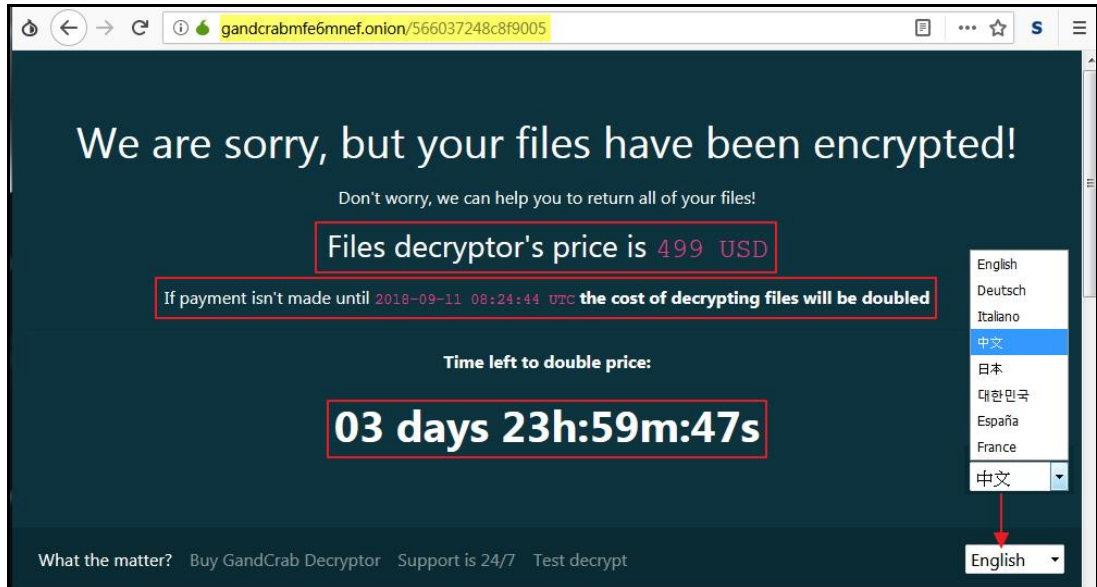 gandcrabmfe6mnef.onion/566037248c8f9005
S
We are sorry, but your files have been encrypted!
Don't worry, we can help you to return all of your files!
Files decryptor's price is 499 USD
If payment isn't made until 2018-09-11 08:24:44 UTC the cost of decrypting files will be doubled
Time left to double price:
03 days 23h:59m:47s
English
Deutsch
Italiano
中文
日本
대한민국
España
France
中文
What the matter? Buy GandCrab Decryptor Support is 24/7 Test decrypt
English